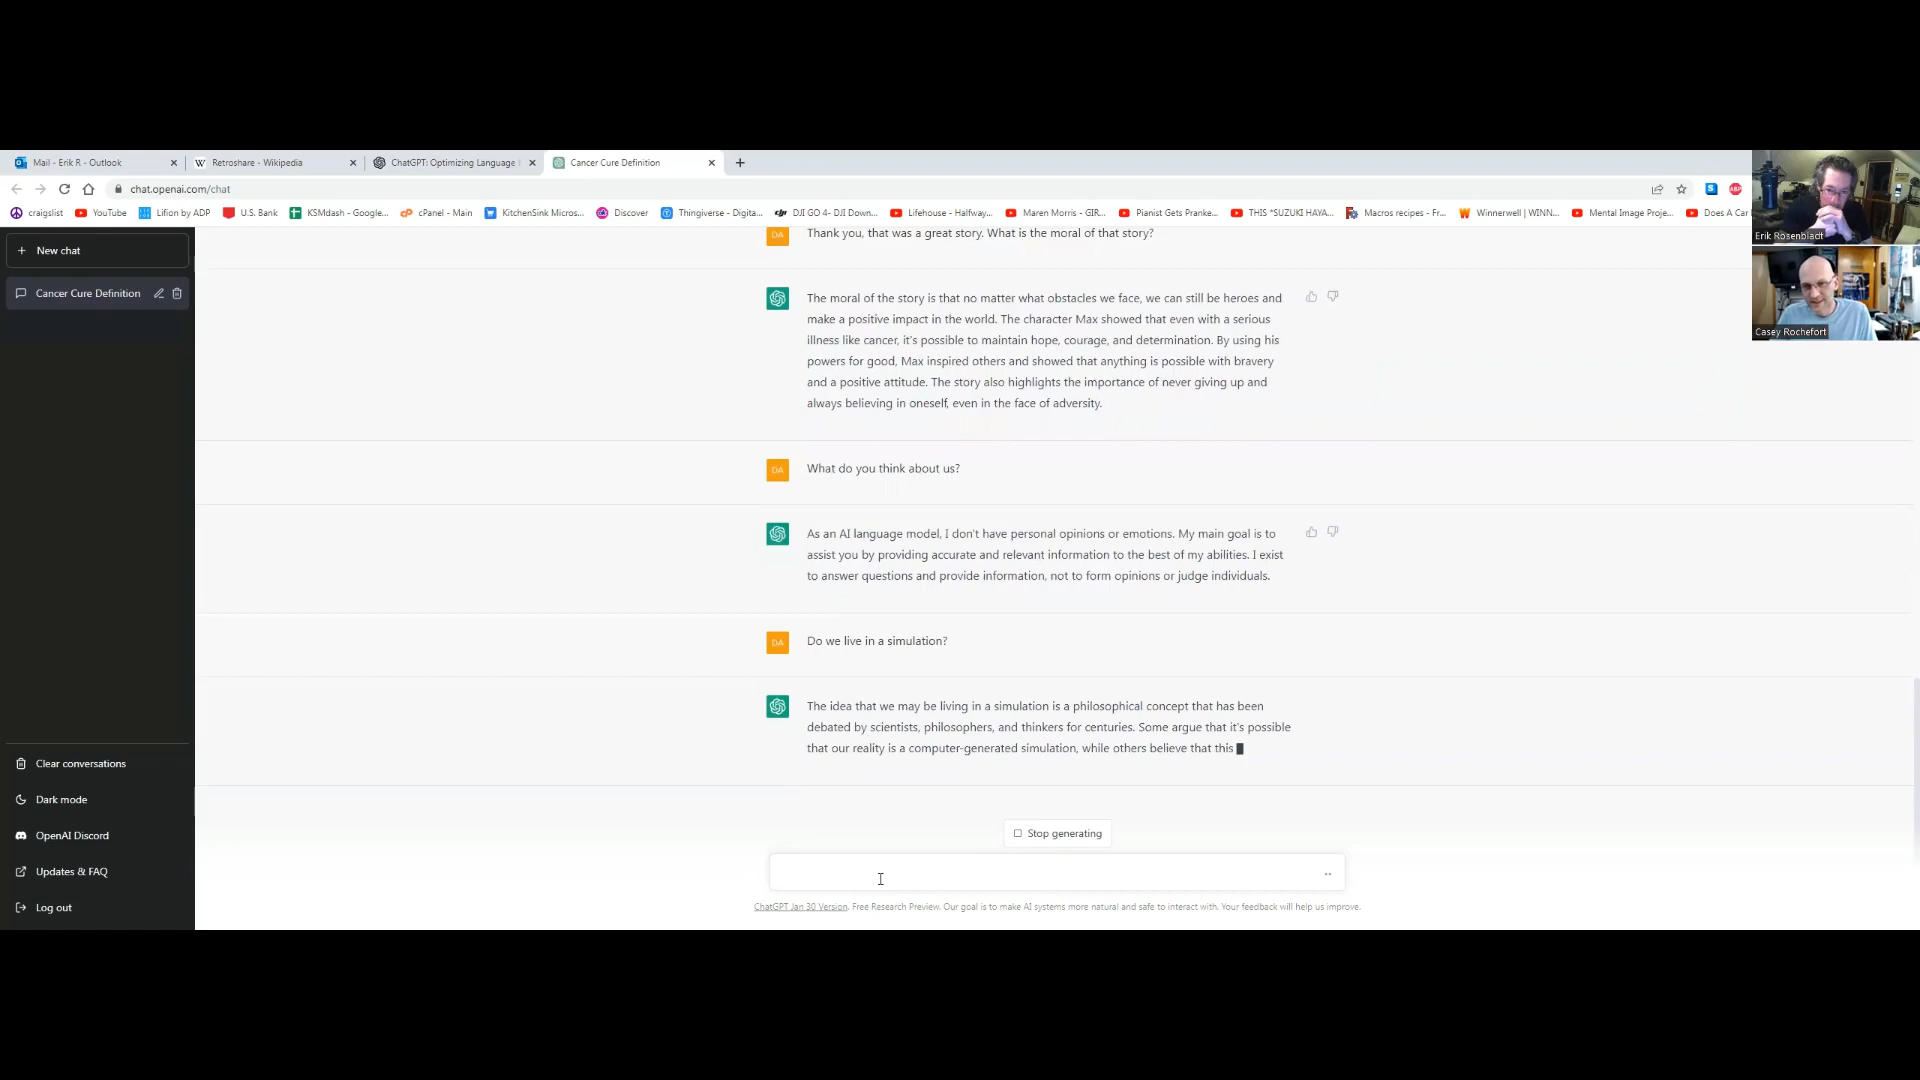 Mail - Erik R - Outlook
Retroshare - Wikipedia
ChatGPT: Optimizing Language
Cancer Cure Definition
chat.openai.com/chat
craigslist
YouTube
Lifion by ADP
U.S. Bank
KSMdash - Google...
cPanel - Main
KitchenSink Micros...
Discover
Thingiverse - Digita...
DJI GO 4- DJI Down...
Lifehouse - Halfway...
Maren Morris - GIR...
Pianist Gets Pranke...
THIS *SUZUKI HAYA...
Macros recipes - Fr...
Winnerwell | WINN...
Mental Image Proje...
Does A Car
Erik Rosenbladt
Casey Rochefort
New chat
Cancer Cure Definition
DA
Thank you, that was a great story. What is the moral of that story?
The moral of the story is that no matter what obstacles we face, we can still be heroes and
make a positive impact in the world. The character Max showed that even with a serious
illness like cancer, it's possible to maintain hope, courage, and determination. By using his
powers for good, Max inspired others and showed that anything is possible with bravery
and a positive attitude. The story also highlights the importance of never giving up and
always believing in oneself, even in the face of adversity.
DA
What do you think about us?
As an AI language model, I don't have personal opinions or emotions. My main goal is to
assist you by providing accurate and relevant information to the best of my abilities. I exist
to answer questions and provide information, not to form opinions or judge individuals.
DA
Do we live in a simulation?
The idea that we may be living in a simulation is a philosophical concept that has been
debated by scientists, philosophers, and thinkers for centuries. Some argue that it's possible
that our reality is a computer-generated simulation, while others believe that this
Clear conversations
Dark mode
OpenAI Discord
Updates & FAQ
Log out
Stop generating
ChatGPT Jan 30 Version. Free Research Preview. Our goal is to make AI systems more natural and safe to interact with. Your feedback will help us improve.